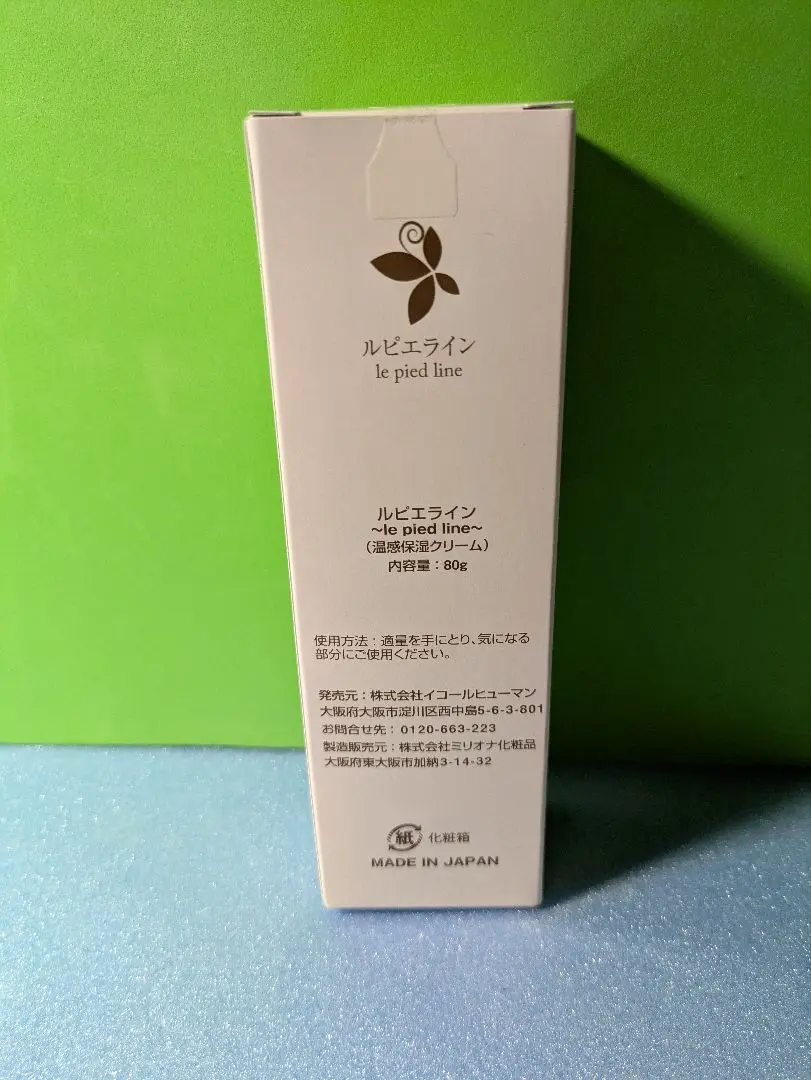 ルピエライン
le pied line
ルピエライン
~le pied line~
（温感保湿クリーム）
内容量：80g
使用方法：適量を手にとり、気になる
部分にご使用ください。
発売元：株式会社イコールヒューマン
大阪府大阪市淀川区西中島5-6-3-801
お問合せ先：0120-663-223
製造販売元：株式会社ミリオナ化粧品
大阪府東大阪市加納3-14-32
紙 化粧箱
MADE IN JAPAN